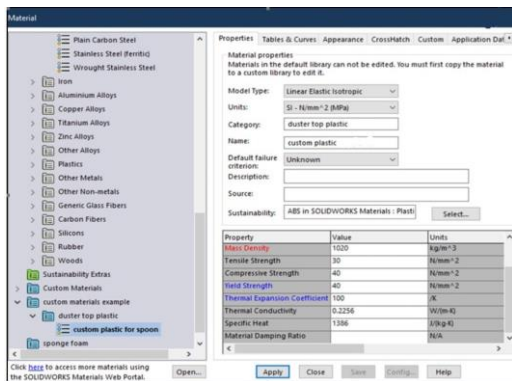 Material
Plain Carbon Steel
Stainless Steel (ferritic)
Wrought Stainless Steel
Iron
Aluminium Alloys
Copper Alloys
Titanium Alloys
Zinc Alloys
Other Alloys
Plastics
Other Metals
Other Non-metals
Generic Glass Fibers
Carbon Fibers
Silicons
Rubber
Woods
Sustainability Extras
Custom Materials
custom materials example
duster top plastic
custom plastic for spoon
sponge foam
Click here to access more materials using
the SOLIDWORKS Materials Web Portal.
Open...
Properties Tables & Curves Appearance CrossHatch Custom Application Dat
Material properties
Materials in the default library can not be edited. You must first copy the material
to a custom library to edit it.
Model Type: Linear Elastic Isotropic
Units: SI - N/mm^2 (MPa)
Category: duster top plastic
Name: custom plastic
Default failure
criterion: Unknown
Description:
Source:
Sustainability: ABS in SOLIDWORKS Materials : Plasti Select...
Property Value Units
Mass Density 1020 kg/m^3
Tensile Strength 30 N/mm^2
Compressive Strength 40 N/mm^2
Yield Strength 40 N/mm^2
Thermal Expansion Coefficient 100 /K
Thermal Conductivity 0.2256 W/(m·K)
Specific Heat 1386 J/(kg·K)
Material Damping Ratio N/A
Apply Close Save Config... Help